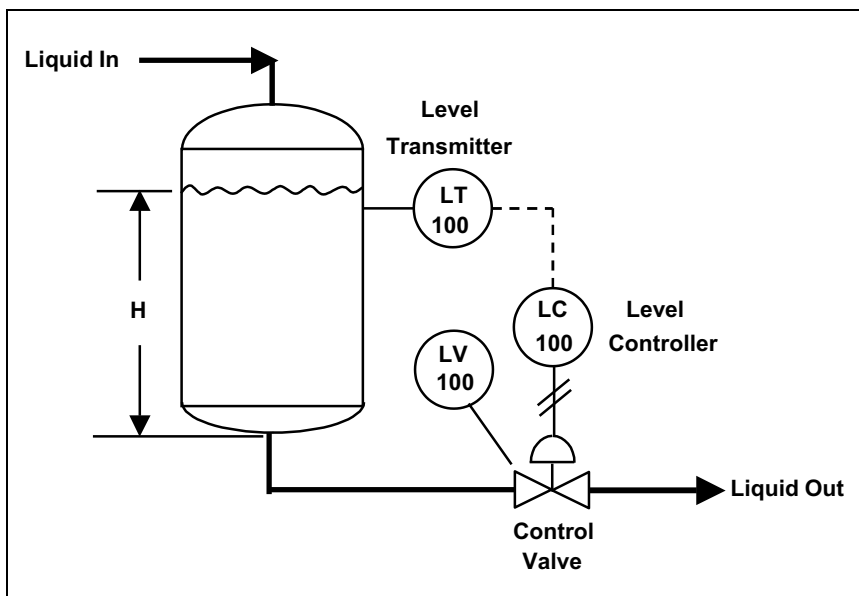 Liquid In
Level
Transmitter
LT
100
H
LC
100
Level
Controller
LV
100
Liquid Out
Control
Valve